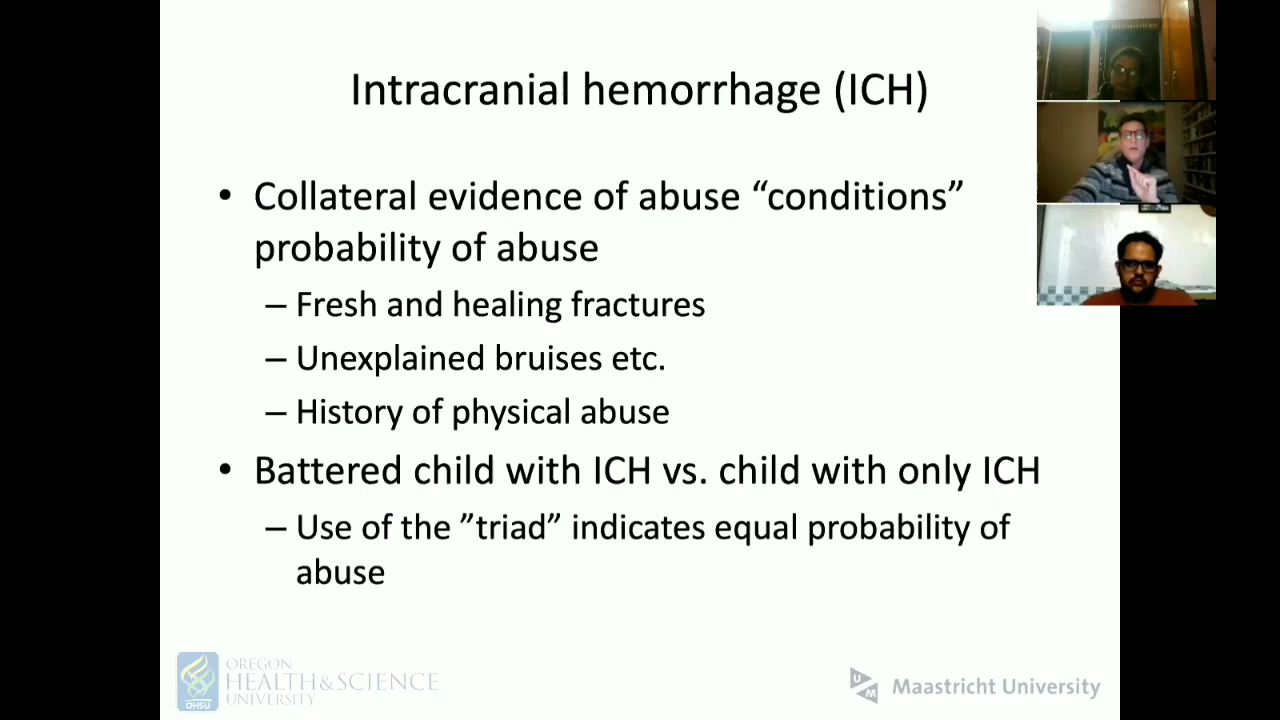 Intracranial hemorrhage (ICH)
• Collateral evidence of abuse “conditions”
probability of abuse
– Fresh and healing fractures
– Unexplained bruises etc.
– History of physical abuse
• Battered child with ICH vs. child with only ICH
– Use of the ”triad” indicates equal probability of
abuse
OHSU
OREGON
HEALTH&SCIENCE
UNIVERSITY
UM
Maastricht University